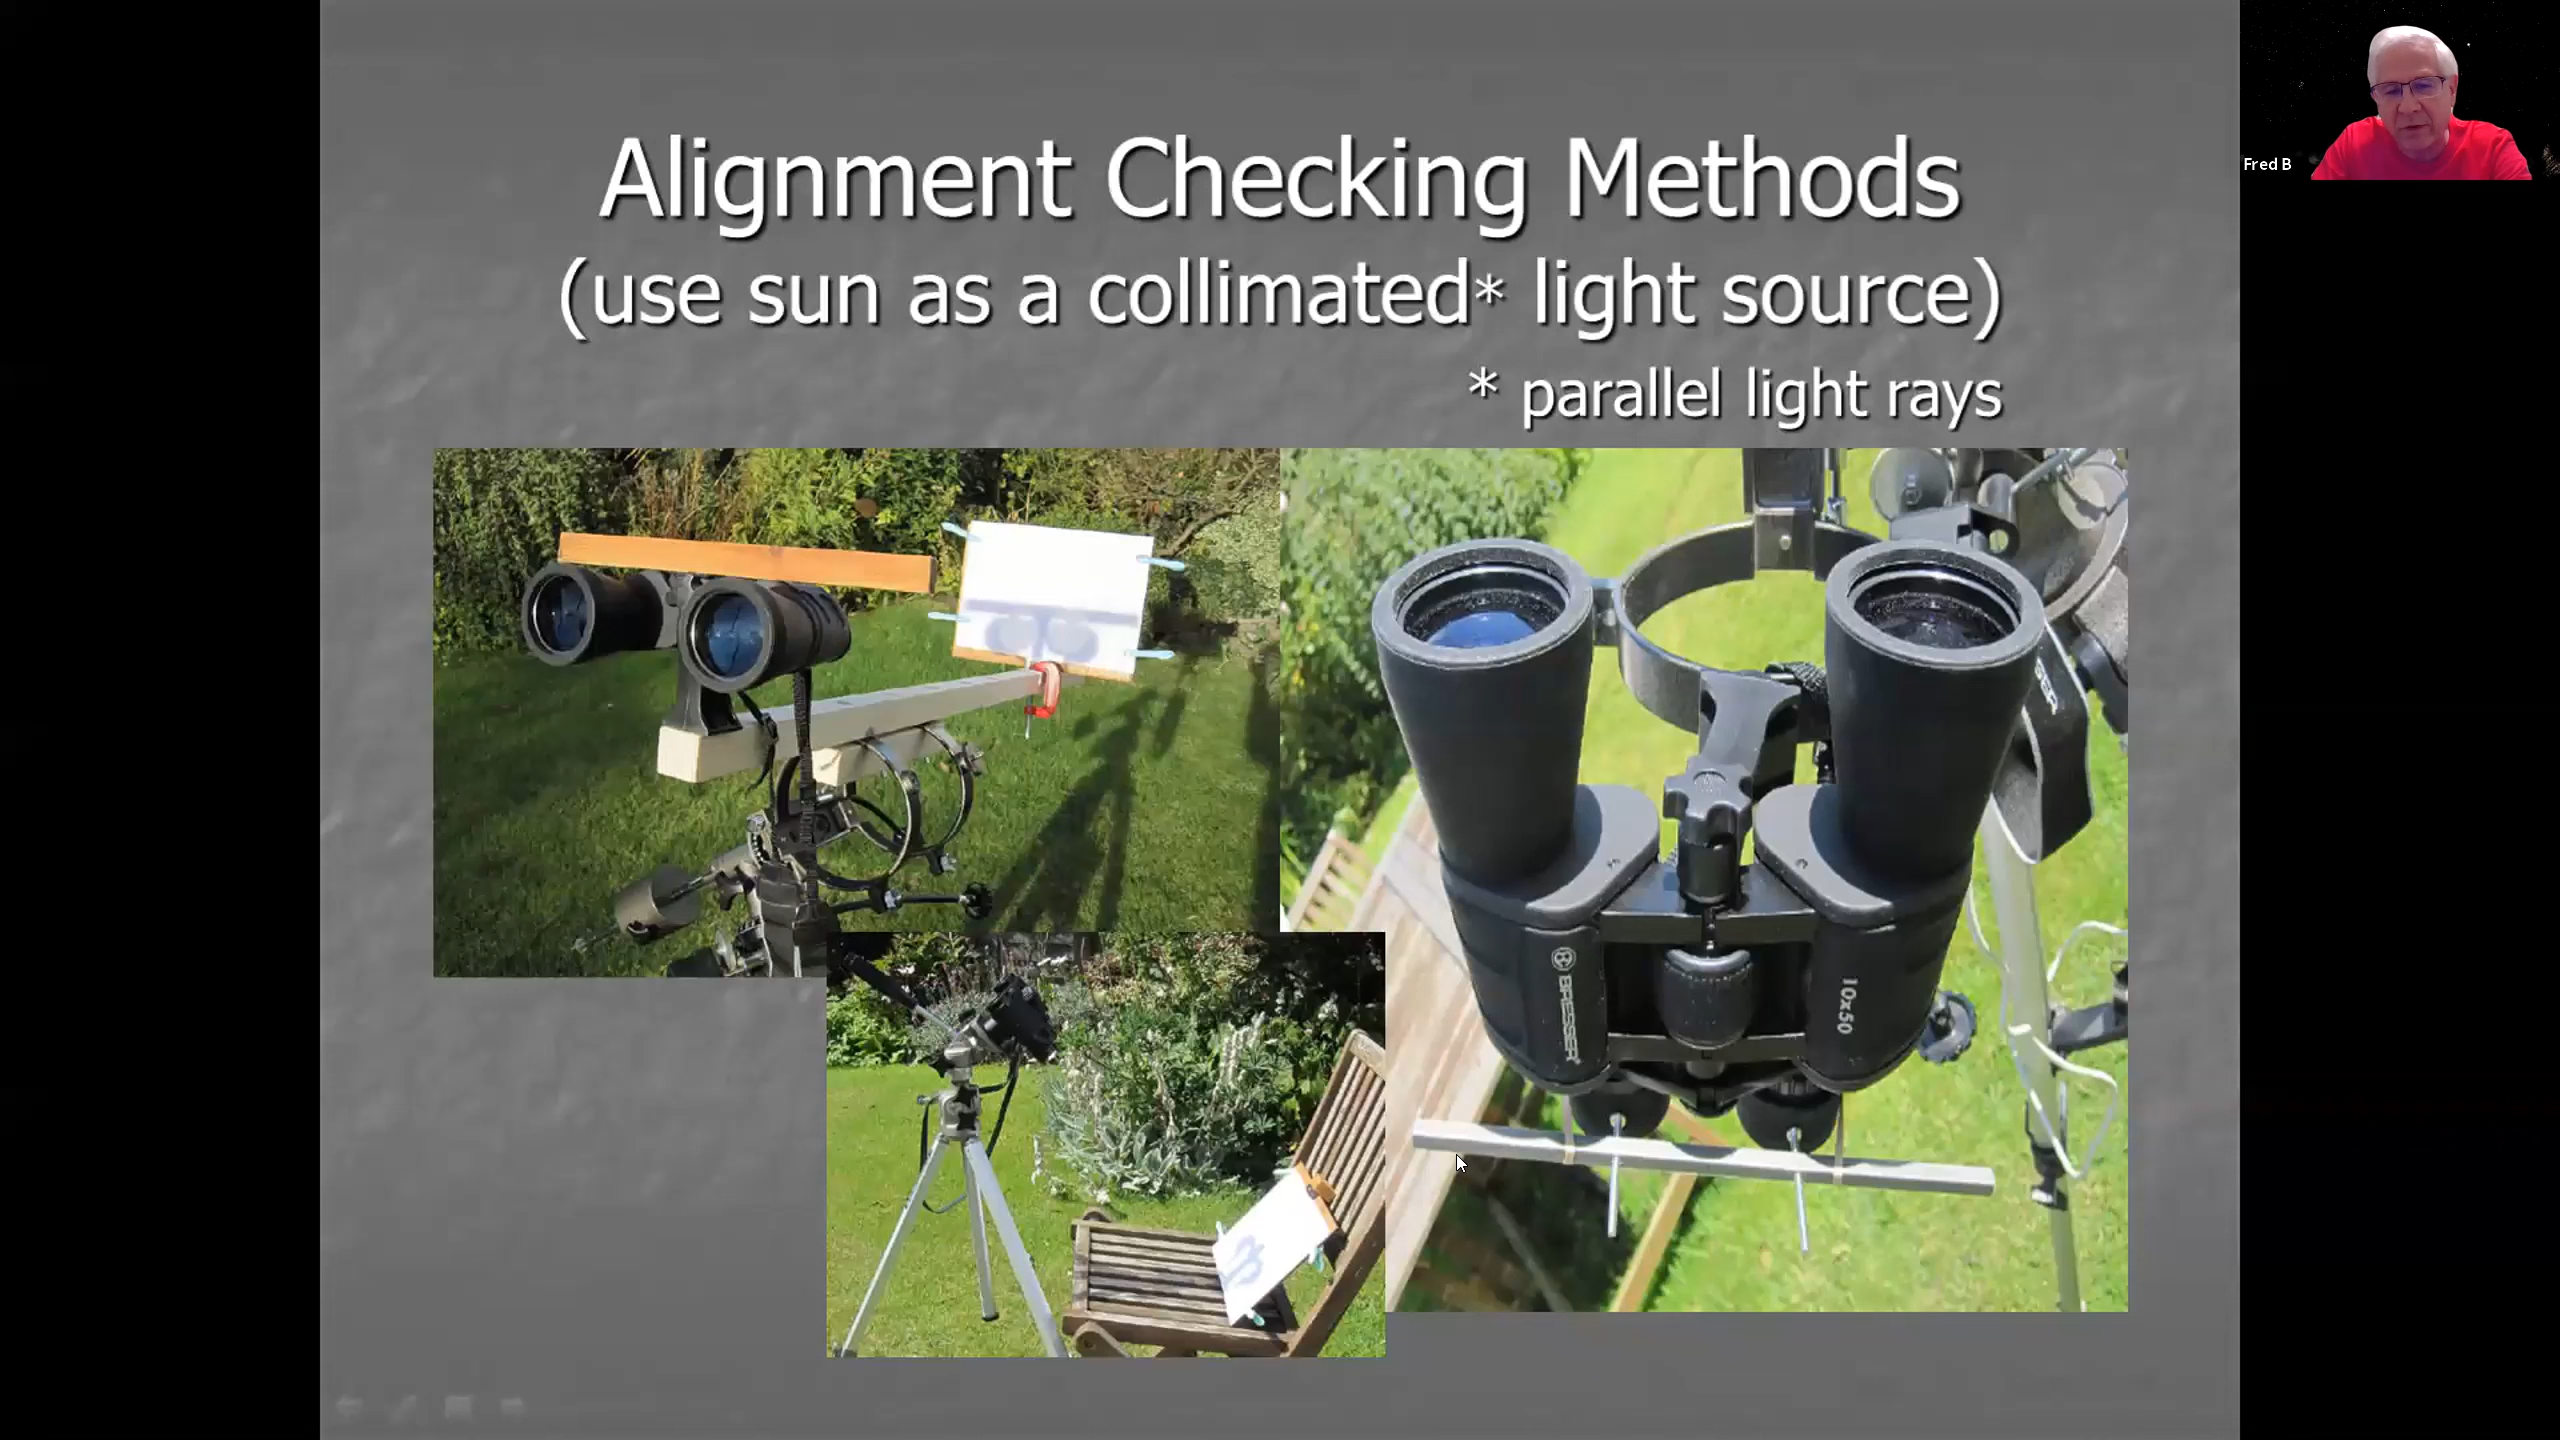 Alignment Checking Methods
(use sun as a collimated* light source)
* parallel light rays
Fred B
BRESSER
10x50